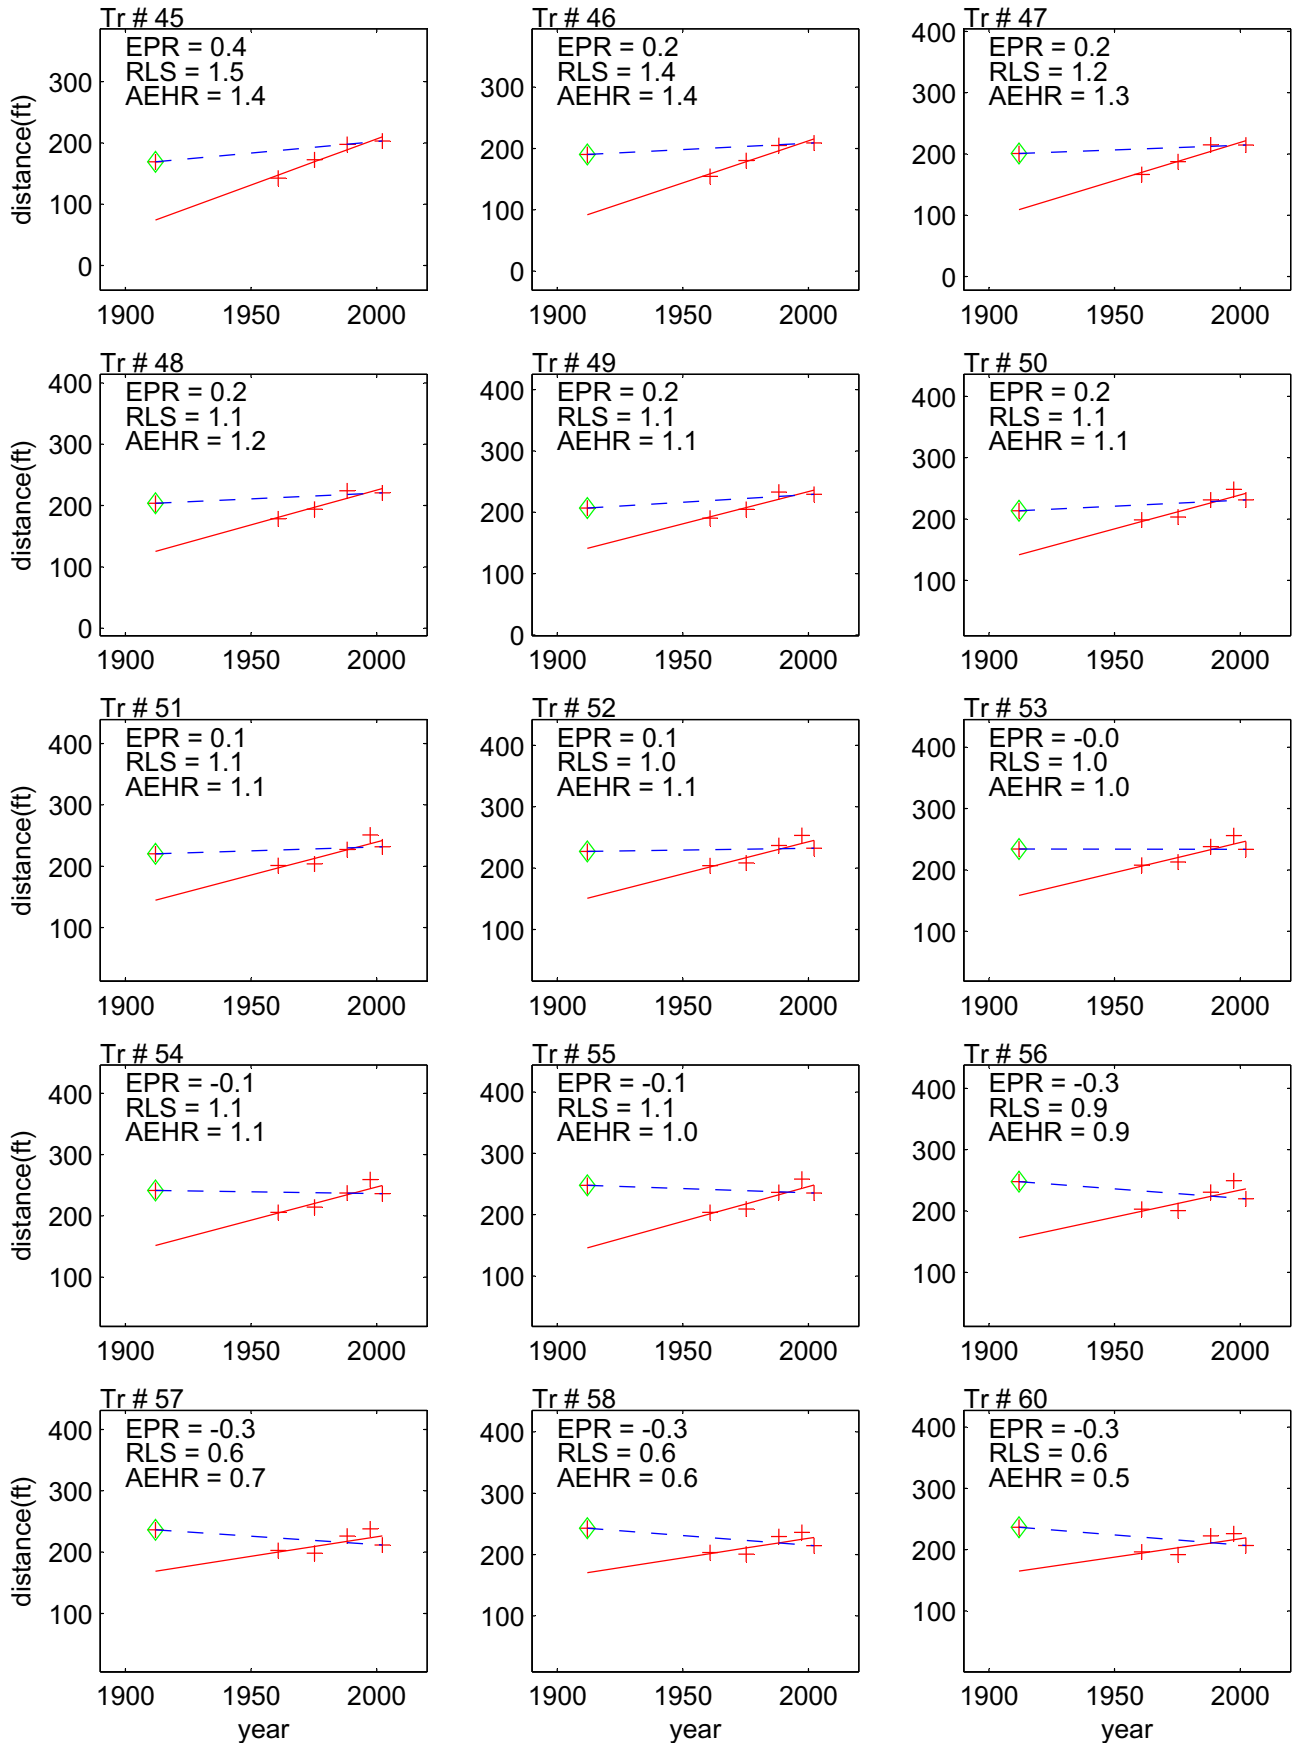 Tr # 45
EPR = 0.4
RLS = 1.5
AEHR = 1.4
300
200
100
0
distance(ft)
1900 1950 2000
Tr # 46
EPR = 0.2
RLS = 1.4
AEHR = 1.4
300
200
100
0
1900 1950 2000
Tr # 47
EPR = 0.2
RLS = 1.2
AEHR = 1.3
400
300
200
100
0
1900 1950 2000
Tr # 48
EPR = 0.2
RLS = 1.1
AEHR = 1.2
400
300
200
100
0
distance(ft)
1900 1950 2000
Tr # 49
EPR = 0.2
RLS = 1.1
AEHR = 1.1
400
300
200
100
0
1900 1950 2000
Tr # 50
EPR = 0.2
RLS = 1.1
AEHR = 1.1
400
300
200
100
1900 1950 2000
Tr # 51
EPR = 0.1
RLS = 1.1
AEHR = 1.1
400
300
200
100
distance(ft)
1900 1950 2000
Tr # 52
EPR = 0.1
RLS = 1.0
AEHR = 1.1
400
300
200
100
1900 1950 2000
Tr # 53
EPR = -0.0
RLS = 1.0
AEHR = 1.0
400
300
200
100
1900 1950 2000
Tr # 54
EPR = -0.1
RLS = 1.1
AEHR = 1.1
400
300
200
100
distance(ft)
1900 1950 2000
Tr # 55
EPR = -0.1
RLS = 1.1
AEHR = 1.0
400
300
200
100
1900 1950 2000
Tr # 56
EPR = -0.3
RLS = 0.9
AEHR = 0.9
400
300
200
100
1900 1950 2000
Tr # 57
EPR = -0.3
RLS = 0.6
AEHR = 0.7
400
300
200
100
distance(ft)
1900 1950 2000
year
Tr # 58
EPR = -0.3
RLS = 0.6
AEHR = 0.6
400
300
200
100
1900 1950 2000
year
Tr # 60
EPR = -0.3
RLS = 0.6
AEHR = 0.5
400
300
200
100
1900 1950 2000
year